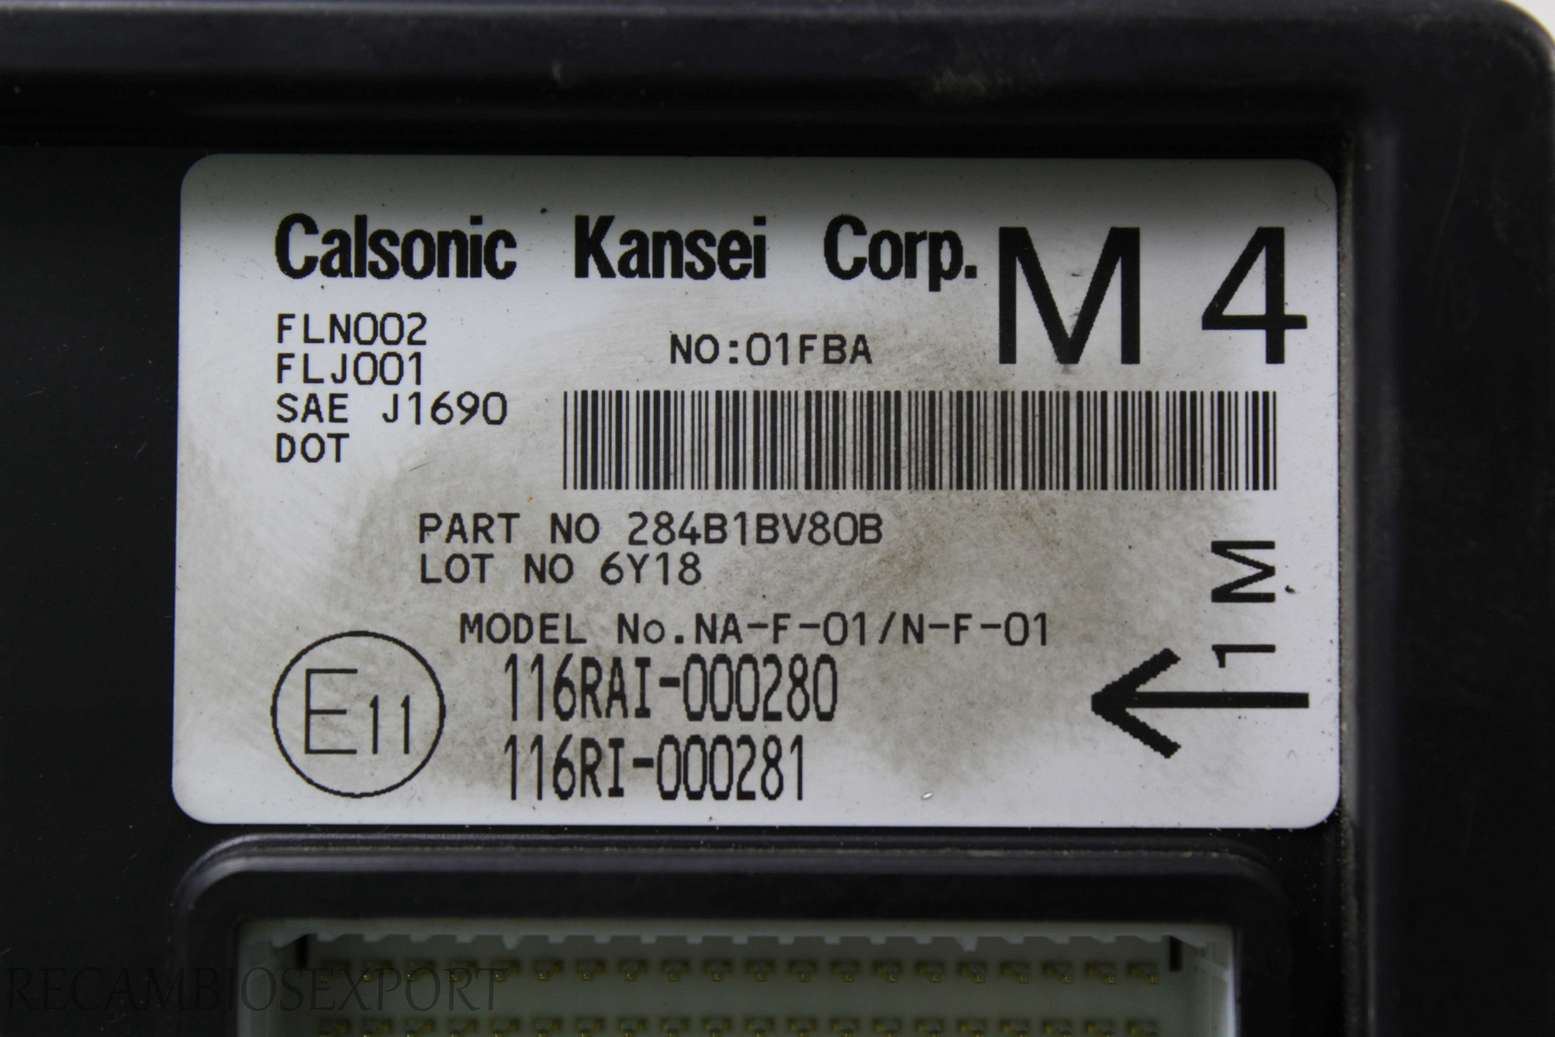 Calsonic Kansei Corp.
M4
FLN002
FLJ001
SAE J1690
DOT
NO:01FBA
PART NO 284B1BV80B
LOT NO 6Y18
MODEL No.NA-F-01/N-F-01
E11
116RAI-000280
116RI-000281
1M
RECAMBIOSEXPORT